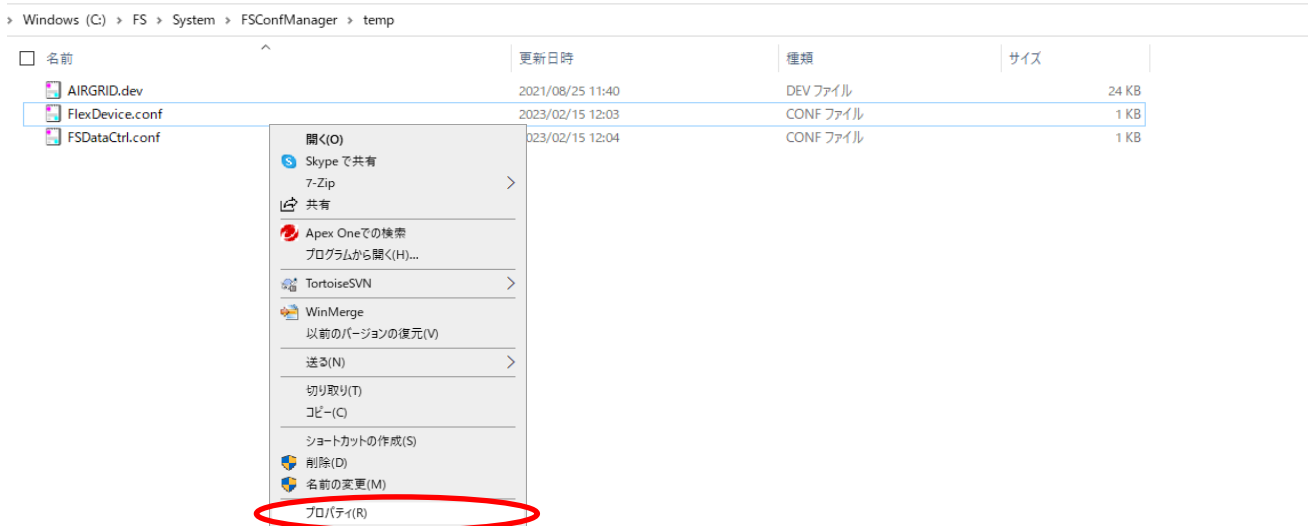 > Windows (C:) > FS > System > FSConfManager > temp
名前 更新日時 種類 サイズ
AIRGRID.dev 2021/08/25 11:40 DEV ファイル 24 KB
FlexDevice.conf 2023/02/15 12:03 CONF ファイル 1 KB
FSDataCtrl.conf 2023/02/15 12:04 CONF ファイル 1 KB
開く(O)
Skype で共有
7-Zip
共有
Apex Oneでの検索
プログラムから開く(H)...
TortoiseSVN
WinMerge
以前のバージョンの復元(V)
送る(N)
切り取り(T)
コピー(C)
ショートカットの作成(S)
削除(D)
名前の変更(M)
プロパティ(R)